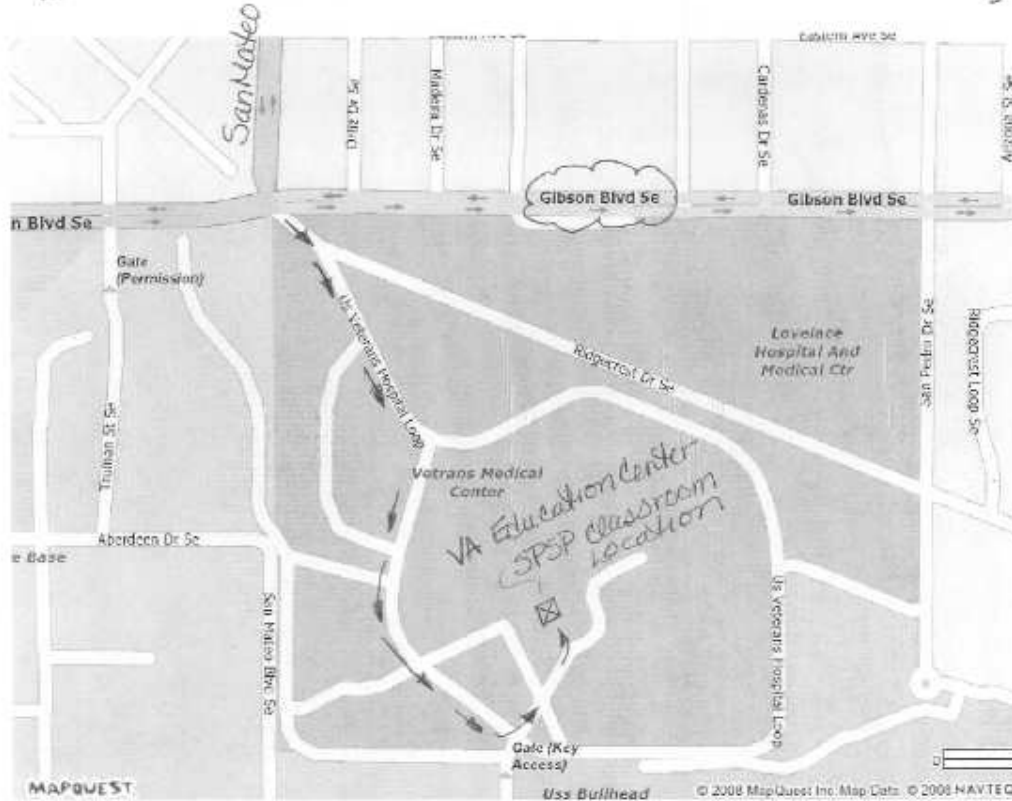 San Mateo
Eastern Ave Se
Madeira Dr Se
Cardenas Dr Se
Gibson Blvd Se
Gibson Blvd Se
n Blvd Se
Gate
(Permission)
Us Veterans Hospital Loop
Ridgecrest Dr Se
Lovelace
Hospital And
Medical Ctr
San Pedro Dr Se
Ridgecrest Loop Se
Truman St Se
Vetrans Medical
Center
VA Education Center
SPSP Classroom
Location
Aberdeen Dr Se
e Base
San Mateo Blvd Se
Us Veterans Hospital Loop
Gate (Key
Access)
Uss Bullhead
0
MAPQUEST
© 2008 MapQuest Inc. Map Data © 2008 NAVTEQ